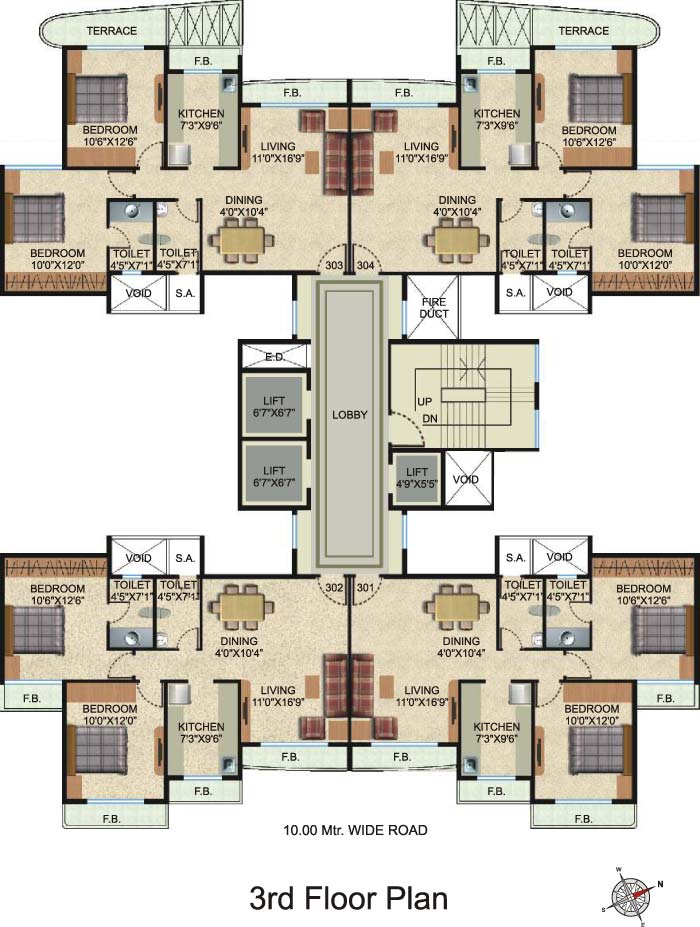 TERRACE
TERRACE
F.B.
F.B.
F.B.
F.B.
KITCHEN
7'3"X9'6"
KITCHEN
7'3"X9'6"
BEDROOM
10'6"X12'6"
BEDROOM
10'6"X12'6"
LIVING
11'0"X16'9"
LIVING
11'0"X16'9"
DINING
4'0"X10'4"
DINING
4'0"X10'4"
BEDROOM
10'0"X12'0"
TOILET
4'5"X7'1"
TOILET
4'5"X7'1"
TOILET
4'5"X7'1"
TOILET
4'5"X7'1"
BEDROOM
10'0"X12'0"
303
304
VOID
S.A.
S.A.
VOID
FIRE
DUCT
E.D.
LIFT
6'7"X6'7"
LOBBY
UP
DN
LIFT
6'7"X6'7"
LIFT
4'9"X5'5"
VOID
VOID
S.A.
S.A.
VOID
302
301
BEDROOM
10'6"X12'6"
TOILET
4'5"X7'1"
TOILET
4'5"X7'1"
TOILET
4'5"X7'1"
TOILET
4'5"X7'1"
BEDROOM
10'6"X12'6"
DINING
4'0"X10'4"
DINING
4'0"X10'4"
F.B.
F.B.
LIVING
11'0"X16'9"
LIVING
11'0"X16'9"
BEDROOM
10'0"X12'0"
KITCHEN
7'3"X9'6"
KITCHEN
7'3"X9'6"
BEDROOM
10'0"X12'0"
F.B.
F.B.
F.B.
F.B.
F.B.
F.B.
10.00 Mtr. WIDE ROAD
3rd Floor Plan
W
N
S
E